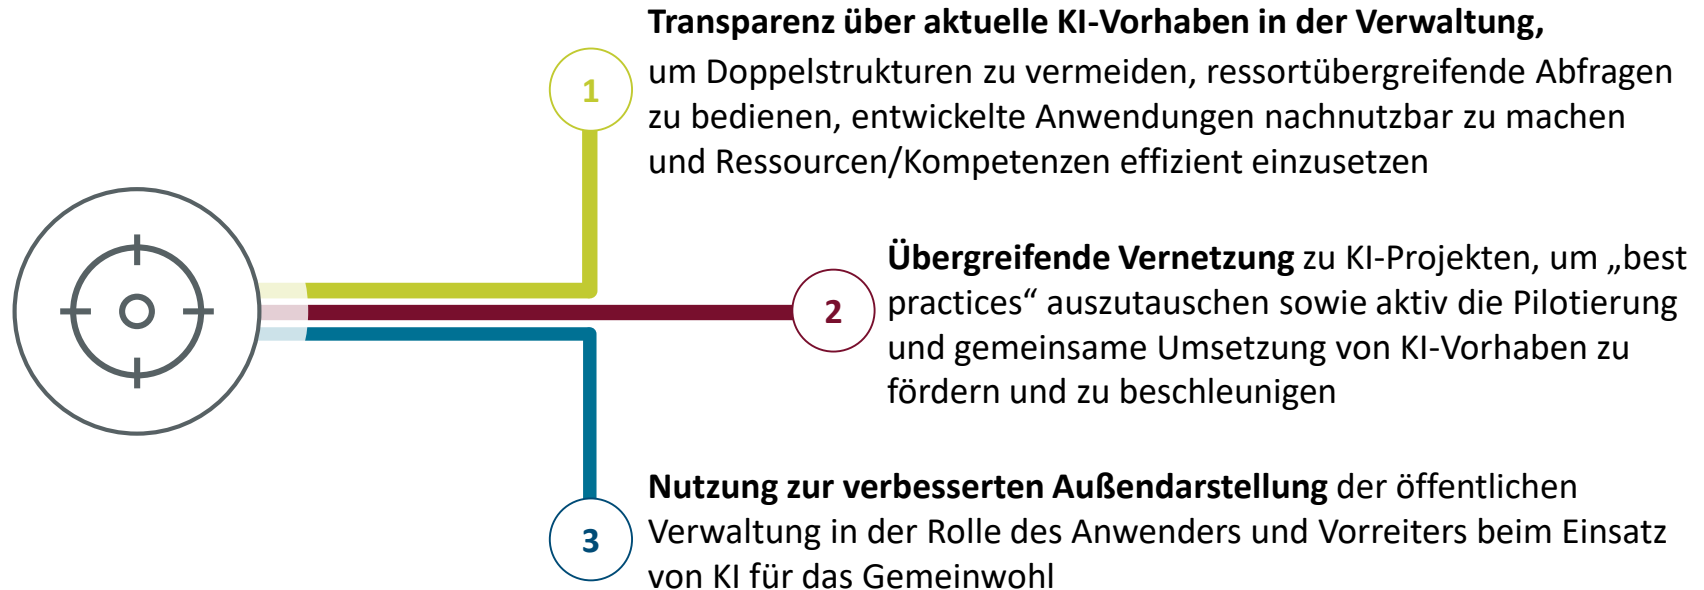 Transparenz über aktuelle KI-Vorhaben in der Verwaltung,
um Doppelstrukturen zu vermeiden, ressortübergreifende Abfragen
zu bedienen, entwickelte Anwendungen nachnutzbar zu machen
und Ressourcen/Kompetenzen effizient einzusetzen
1
Übergreifende Vernetzung zu KI-Projekten, um „best
practices“ auszutauschen sowie aktiv die Pilotierung
und gemeinsame Umsetzung von KI-Vorhaben zu
fördern und zu beschleunigen
2
Nutzung zur verbesserten Außendarstellung der öffentlichen
Verwaltung in der Rolle des Anwenders und Vorreiters beim Einsatz
von KI für das Gemeinwohl
3